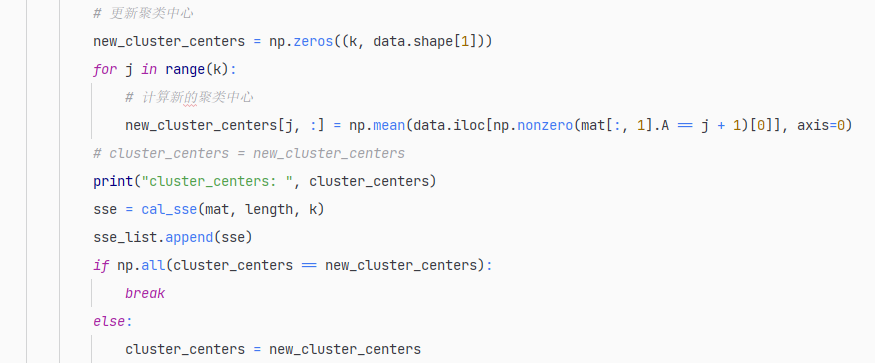 # 更新聚类中心
new_cluster_centers = np.zeros((k, data.shape[1]))
for j in range(k):
# 计算新的聚类中心
new_cluster_centers[j, :] = np.mean(data.iloc[np.nonzero(mat[:, 1].A == j + 1)[0]], axis=0)
# cluster_centers = new_cluster_centers
print("cluster_centers: ", cluster_centers)
sse = cal_sse(mat, length, k)
sse_list.append(sse)
if np.all(cluster_centers == new_cluster_centers):
break
else:
cluster_centers = new_cluster_centers